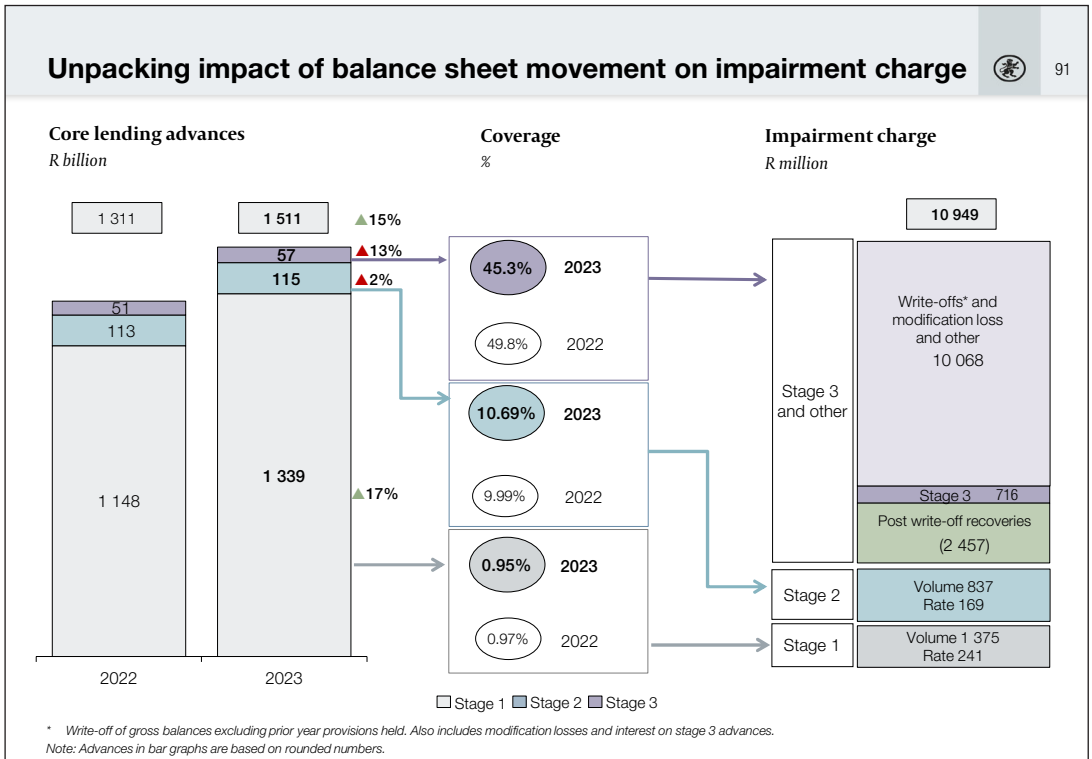 Unpacking impact of balance sheet movement on impairment charge
91
Core lending advances
R billion
1 311
1 511
▲15%
57
▲13%
115
▲2%
51
113
1 148
1 339
▲17%
2022
2023
Coverage
%
45.3%
2023
49.8%
2022
10.69%
2023
9.99%
2022
0.95%
2023
0.97%
2022
Impairment charge
R million
10 949
Stage 3
and other
Write-offs* and
modification loss
and other
10 068
Stage 3 716
Post write-off recoveries
(2 457)
Stage 2
Volume 837
Rate 169
Stage 1
Volume 1 375
Rate 241
Stage 1 Stage 2 Stage 3
* Write-off of gross balances excluding prior year provisions held. Also includes modification losses and interest on stage 3 advances.
Note: Advances in bar graphs are based on rounded numbers.